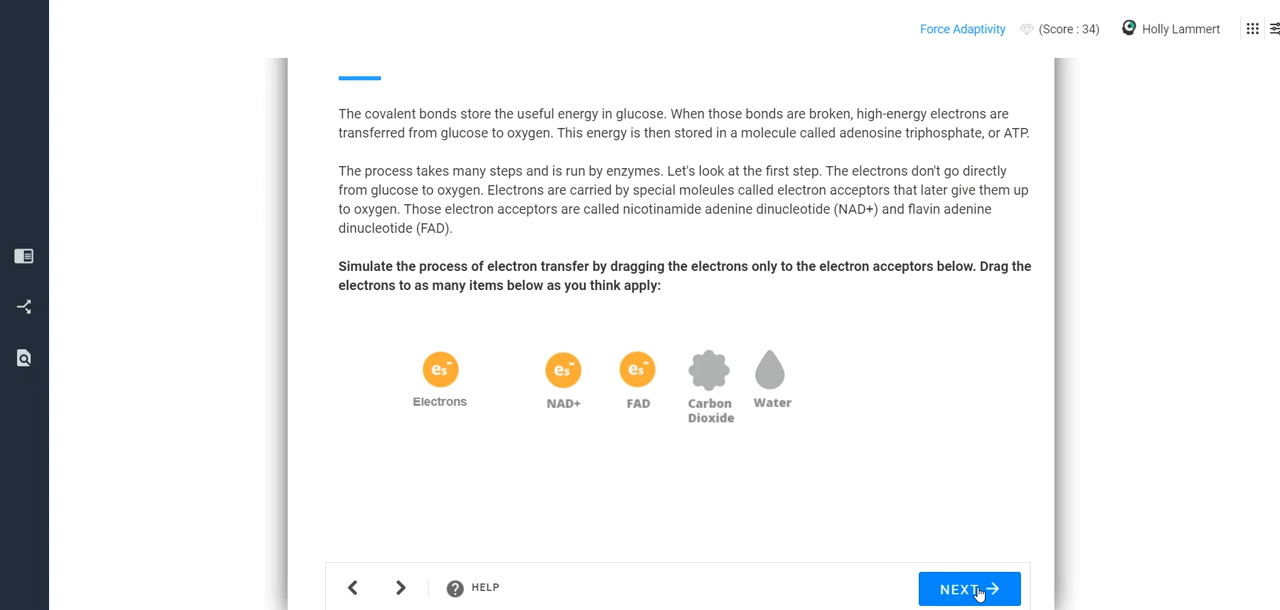 Force Adaptivity (Score : 34) Holly Lammert
The covalent bonds store the useful energy in glucose. When those bonds are broken, high-energy electrons are
transferred from glucose to oxygen. This energy is then stored in a molecule called adenosine triphosphate, or ATP.
The process takes many steps and is run by enzymes. Let's look at the first step. The electrons don't go directly
from glucose to oxygen. Electrons are carried by special moleules called electron acceptors that later give them up
to oxygen. Those electron acceptors are called nicotinamide adenine dinucleotide (NAD+) and flavin adenine
dinucleotide (FAD).
Simulate the process of electron transfer by dragging the electrons only to the electron acceptors below. Drag the
electrons to as many items below as you think apply:
es- es- es-
Electrons NAD+ FAD Carbon Dioxide Water
HELP NEXT